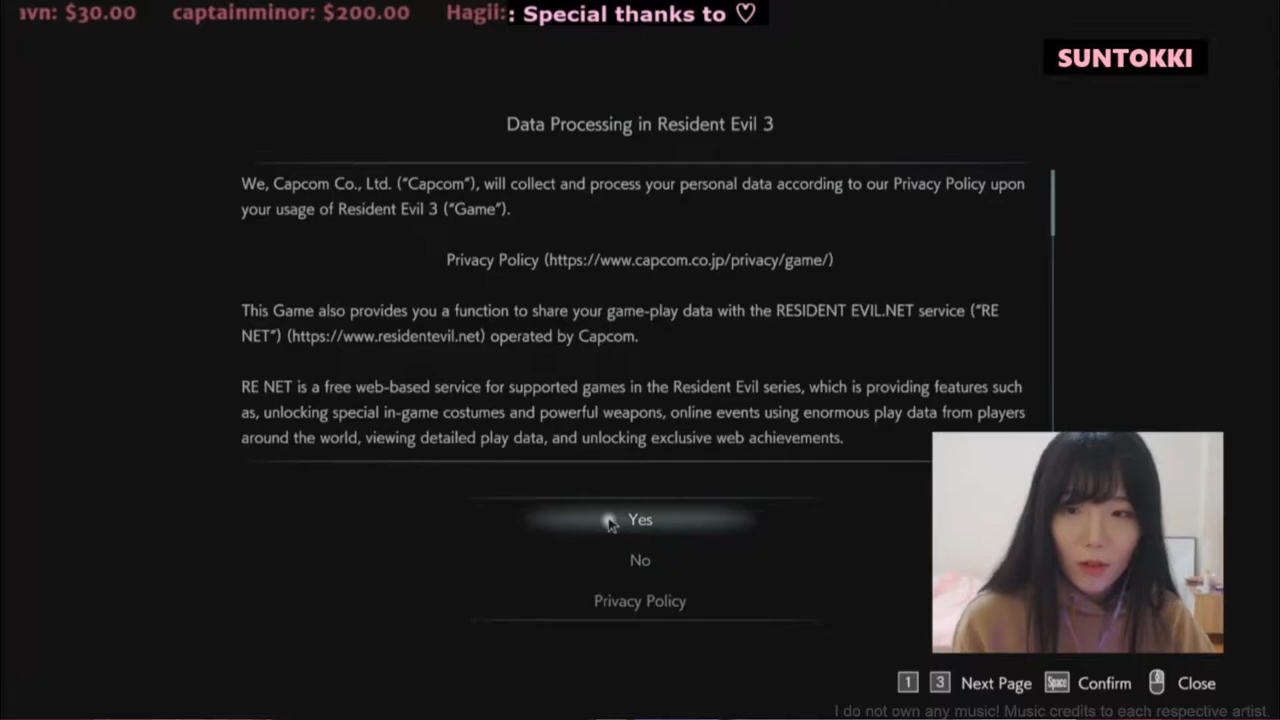 avn: $30.00 captainminor: $200.00 Hagii: : Special thanks to ♡
SUNTOKKI
Data Processing in Resident Evil 3
We, Capcom Co., Ltd. ("Capcom"), will collect and process your personal data according to our Privacy Policy upon
your usage of Resident Evil 3 ("Game").
Privacy Policy (https://www.capcom.co.jp/privacy/game/)
This Game also provides you a function to share your game-play data with the RESIDENT EVIL.NET service ("RE
NET") (https://www.residentevil.net) operated by Capcom.
RE NET is a free web-based service for supported games in the Resident Evil series, which is providing features such
as, unlocking special in-game costumes and powerful weapons, online events using enormous play data from players
around the world, viewing detailed play data, and unlocking exclusive web achievements.
Yes
No
Privacy Policy
1 3 Next Page Space Confirm Close
I do not own any music! Music credits to each respective artist.